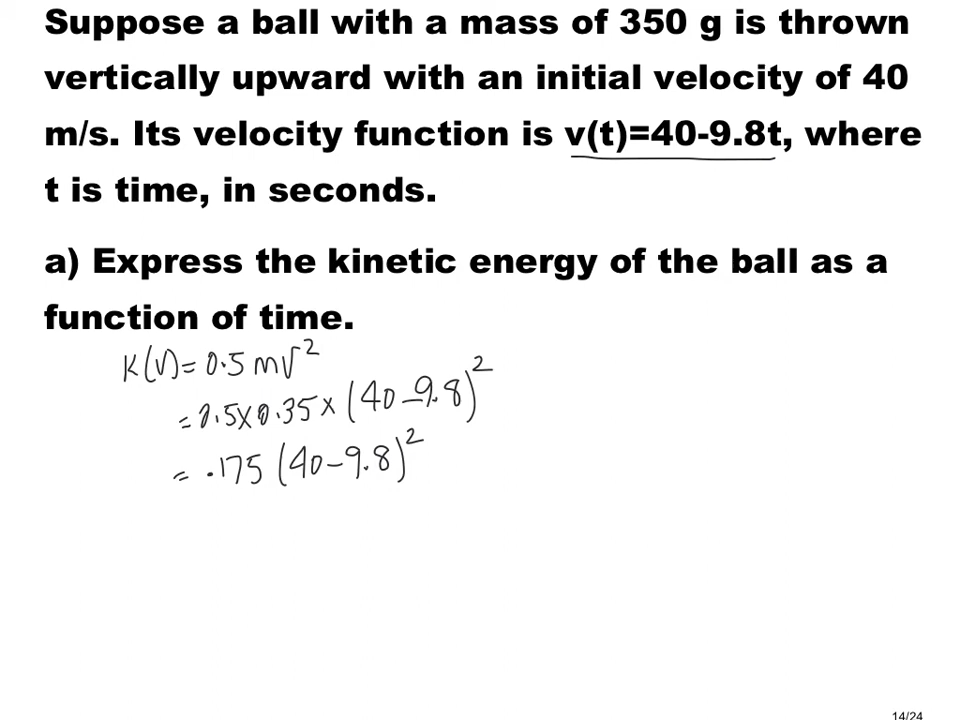 Suppose a ball with a mass of 350 g is thrown
vertically upward with an initial velocity of 40
m/s. Its velocity function is v(t)=40-9.8t, where
t is time, in seconds.
a) Express the kinetic energy of the ball as a
function of time.
K(V)= 0.5 mV²
= 0.5×0.35 × (40-9.8)²
= .175 (40-9.8)²
14/24